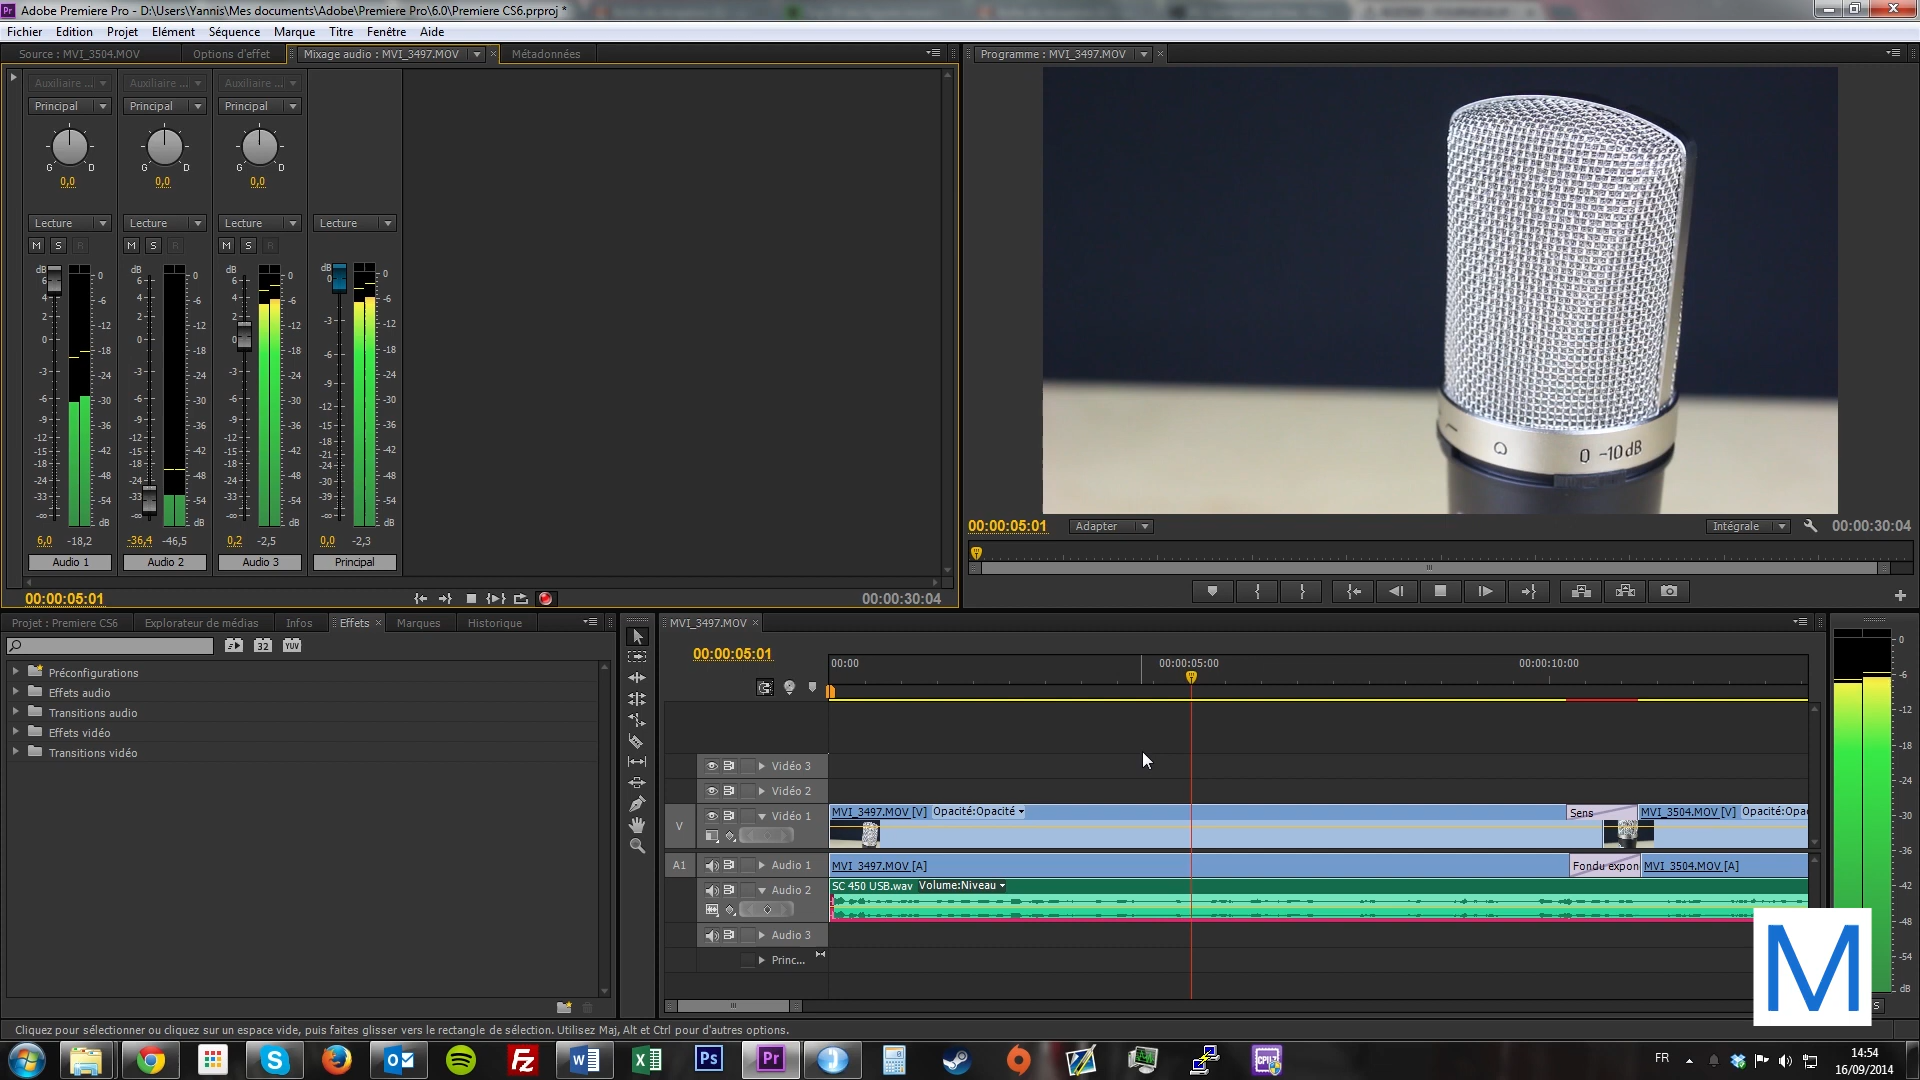 Adobe Premiere Pro - D:\Users\Yannis\Mes documents\Adobe\Premiere Pro\6.0\Premiere CS6.prproj *
Fichier Edition Projet Elément Séquence Marque Titre Fenêtre Aide
Source : MVI_3504.MOV Options d'effet Mixage audio : MVI_3497.MOV Métadonnées
Programme : MVI_3497.MOV
Auxiliaire ... Auxiliaire ... Auxiliaire ...
Principal Principal Principal
G D G D G D
0,0 0,0 0,0
Lecture Lecture Lecture Lecture
M S R M S R M S R
6,0 -18,2 -36,4 -46,5 0,2 -2,5 0,0 -2,3
Audio 1 Audio 2 Audio 3 Principal
00:00:05:01 00:00:30:04
0 -10 dB
00:00:05:01 Adapter Intégrale 00:00:30:04
Projet : Premiere CS6 Explorateur de médias Infos Effets Marques Historique
32 YUV
Préconfigurations
Effets audio
Transitions audio
Effets vidéo
Transitions vidéo
MVI_3497.MOV
00:00:05:01
00:00 00:00:05:00 00:00:10:00
Vidéo 3
Vidéo 2
V Vidéo 1
MVI_3497.MOV [V] Opacité:Opacité Sens MVI_3504.MOV [V] Opacité:Opac
A1 Audio 1 MVI_3497.MOV [A] Fondu expon MVI_3504.MOV [A]
Audio 2 SC 450 USB.wav Volume:Niveau
Audio 3
Princ...
M
Cliquez pour sélectionner ou cliquez sur un espace vide, puis faites glisser vers le rectangle de sélection. Utilisez Maj, Alt et Ctrl pour d'autres options.
FR 14:54
16/09/2014